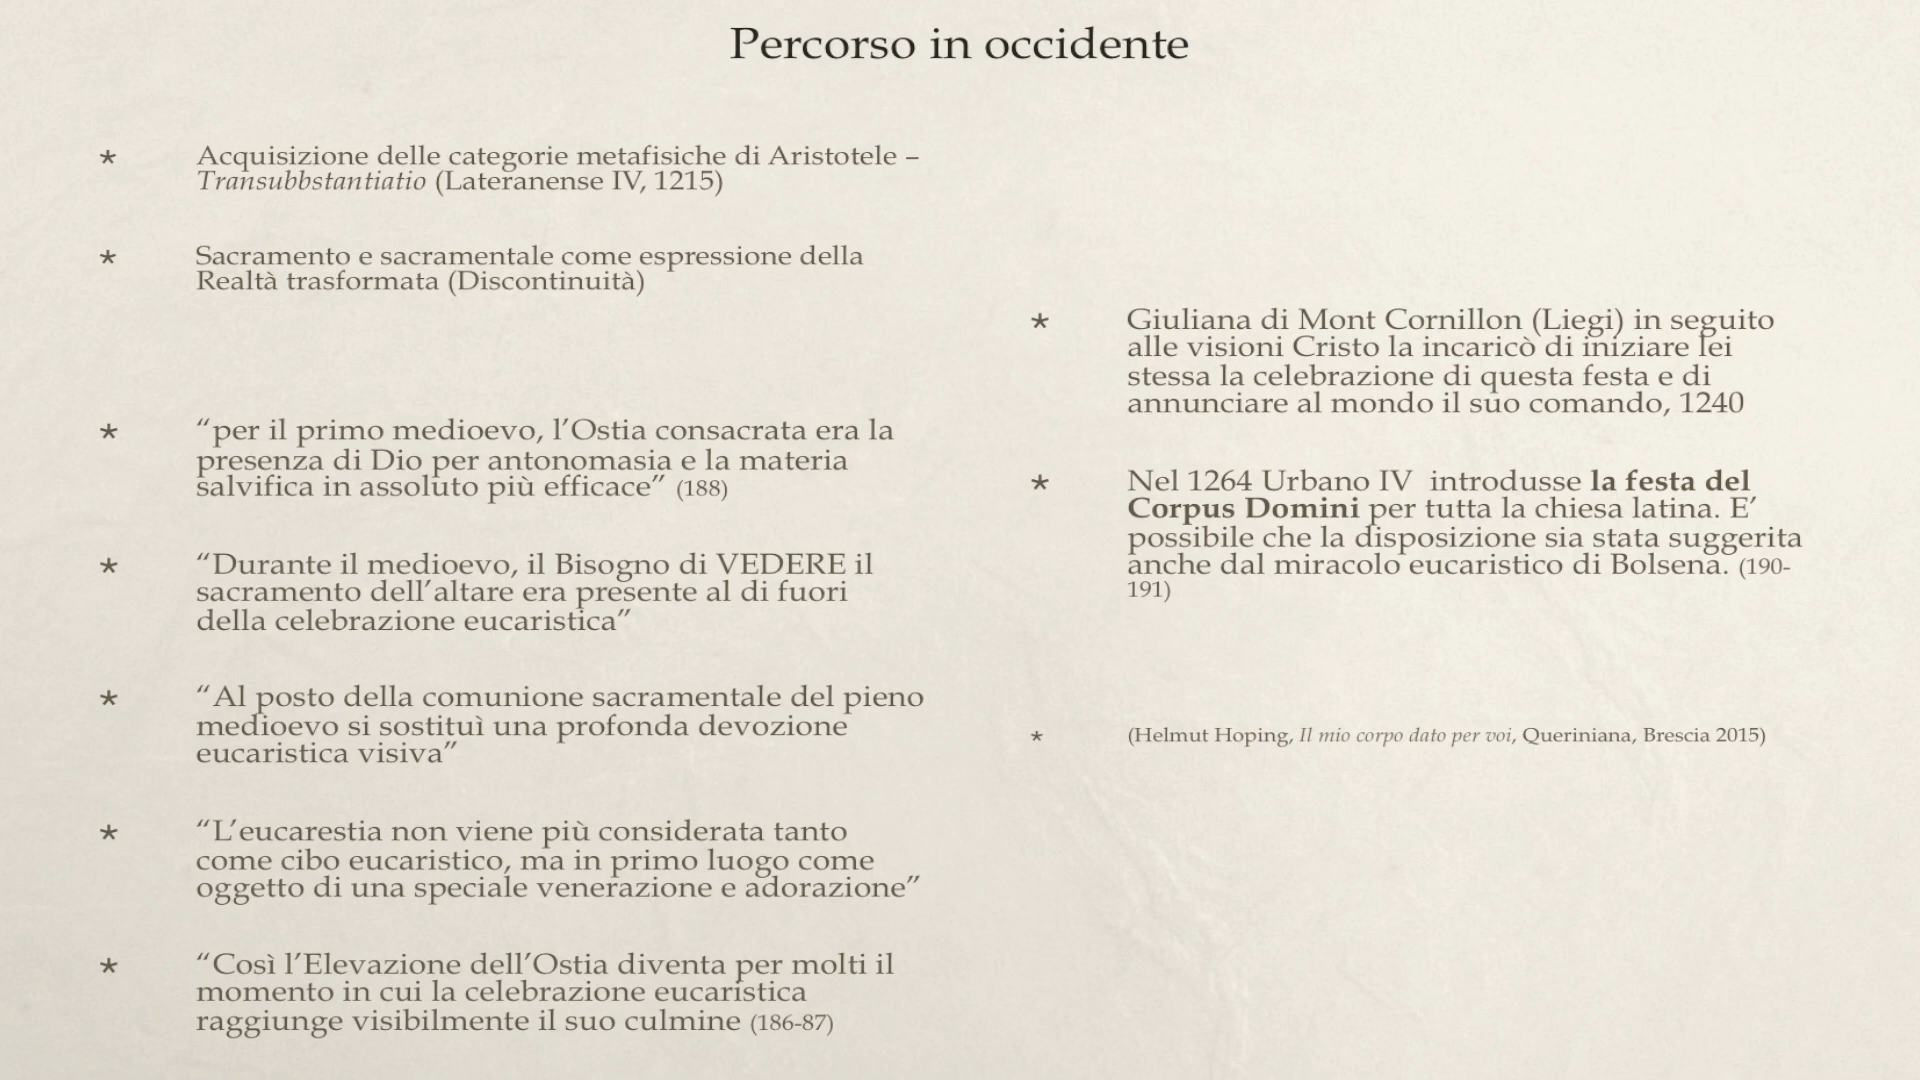 Percorso in occidente
* Acquisizione delle categorie metafisiche di Aristotele –
Transubbstantiatio (Lateranense IV, 1215)
* Sacramento e sacramentale come espressione della
Realtà trasformata (Discontinuità)
* “per il primo medioevo, l’Ostia consacrata era la
presenza di Dio per antonomasia e la materia
salvifica in assoluto più efficace” (188)
* “Durante il medioevo, il Bisogno di VEDERE il
sacramento dell’altare era presente al di fuori
della celebrazione eucaristica”
* “Al posto della comunione sacramentale del pieno
medioevo si sostituì una profonda devozione
eucaristica visiva”
* “L’eucarestia non viene più considerata tanto
come cibo eucaristico, ma in primo luogo come
oggetto di una speciale venerazione e adorazione”
* “Così l’Elevazione dell’Ostia diventa per molti il
momento in cui la celebrazione eucaristica
raggiunge visibilmente il suo culmine (186-87)
* Giuliana di Mont Cornillon (Liegi) in seguito
alle visioni Cristo la incaricò di iniziare lei
stessa la celebrazione di questa festa e di
annunciare al mondo il suo comando, 1240
* Nel 1264 Urbano IV introdusse la festa del
Corpus Domini per tutta la chiesa latina. E’
possibile che la disposizione sia stata suggerita
anche dal miracolo eucaristico di Bolsena. (190-
191)
* (Helmut Hoping, Il mio corpo dato per voi, Queriniana, Brescia 2015)